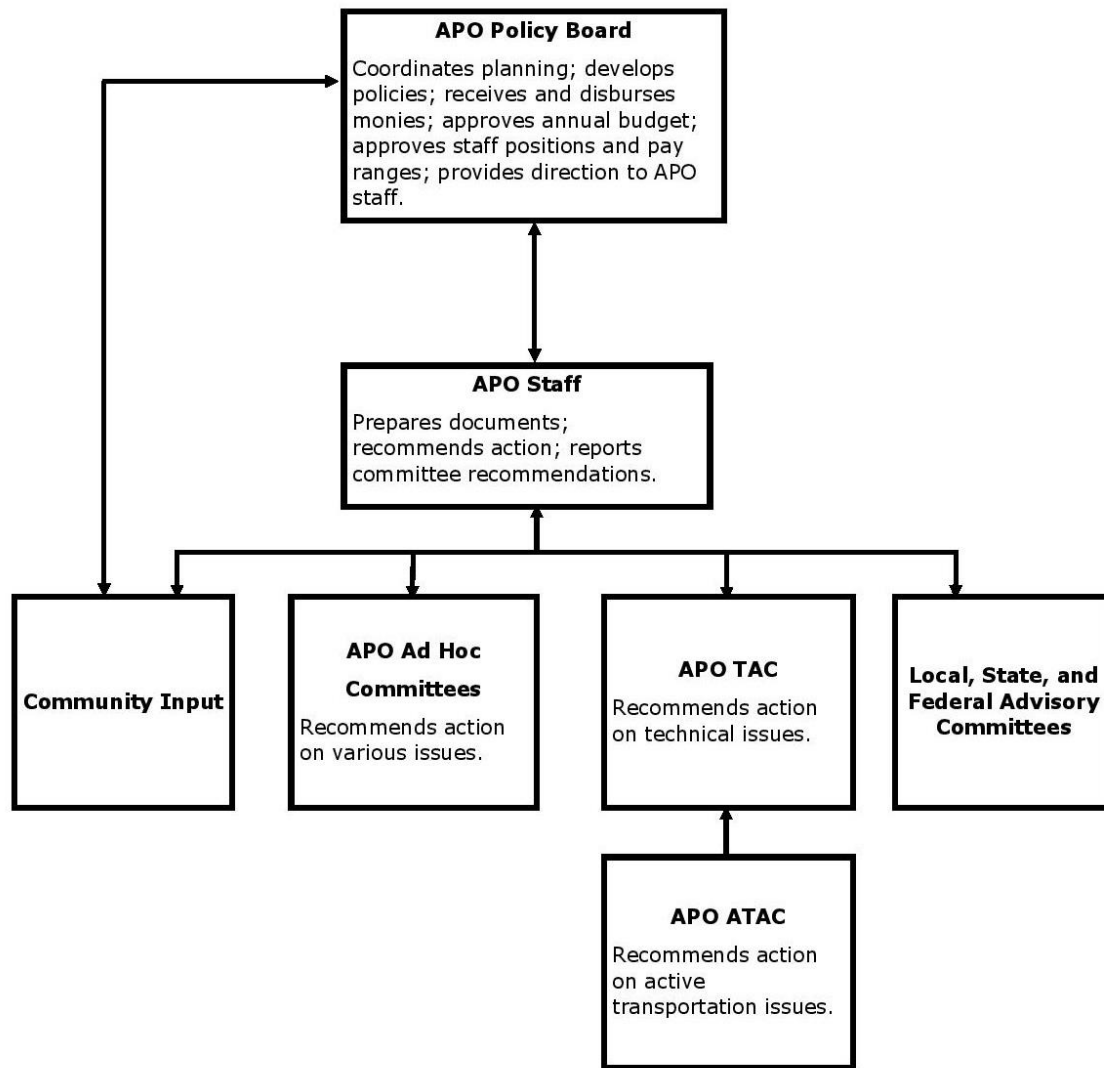 APO Policy Board
Coordinates planning; develops
policies; receives and disburses
monies; approves annual budget;
approves staff positions and pay
ranges; provides direction to APO
staff.
APO Staff
Prepares documents;
recommends action; reports
committee recommendations.
Community Input
APO Ad Hoc
Committees
Recommends action
on various issues.
APO TAC
Recommends action
on technical issues.
Local, State, and
Federal Advisory
Committees
APO ATAC
Recommends action
on active
transportation issues.